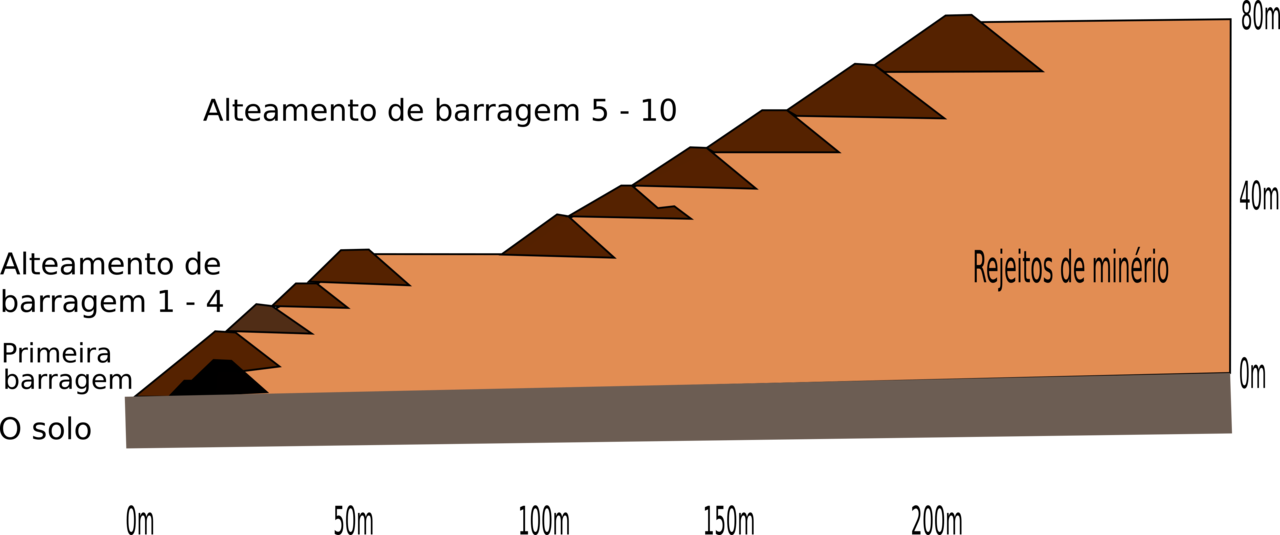 80m
Alteamento de barragem 5 - 10
40m
Alteamento de
barragem 1 - 4
Rejeitos de minério
Primeira
barragem
0m
O solo
0m
50m
100m
150m
200m